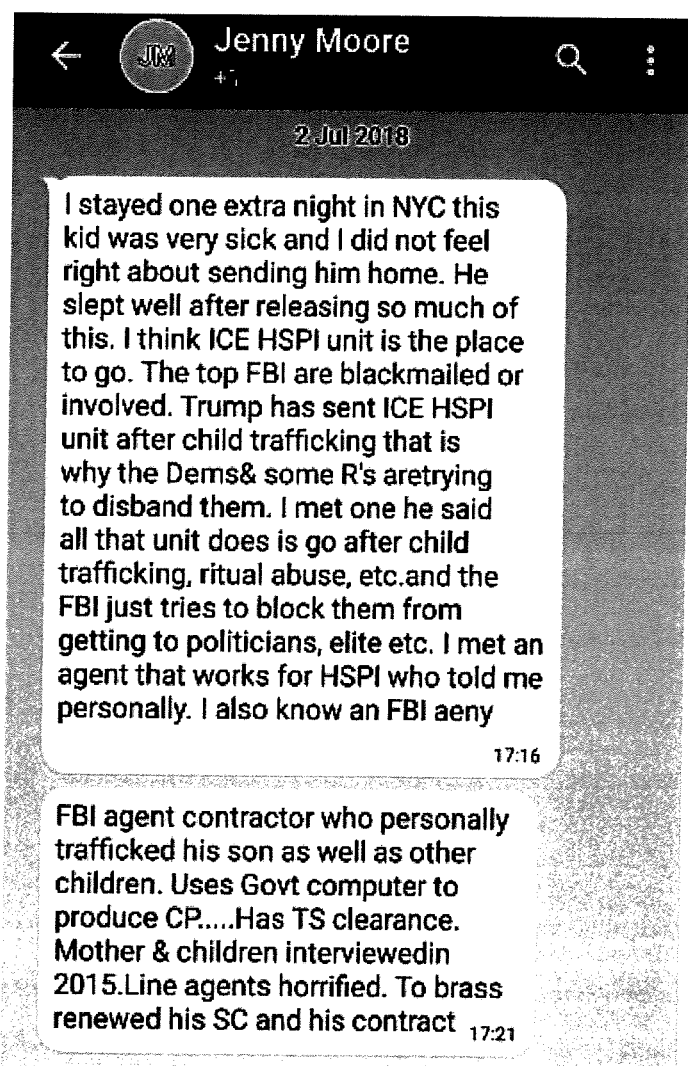 JM
Jenny Moore
2 Jul 2018
I stayed one extra night in NYC this
kid was very sick and I did not feel
right about sending him home. He
slept well after releasing so much of
this. I think ICE HSPI unit is the place
to go. The top FBI are blackmailed or
involved. Trump has sent ICE HSPI
unit after child trafficking that is
why the Dems& some R's aretrying
to disband them. I met one he said
all that unit does is go after child
trafficking, ritual abuse, etc.and the
FBI just tries to block them from
getting to politicians, elite etc. I met an
agent that works for HSPI who told me
personally. I also know an FBI aeny
17:16
FBI agent contractor who personally
trafficked his son as well as other
children. Uses Govt computer to
produce CP.....Has TS clearance.
Mother & children interviewedin
2015.Line agents horrified. To brass
renewed his SC and his contract 17:21